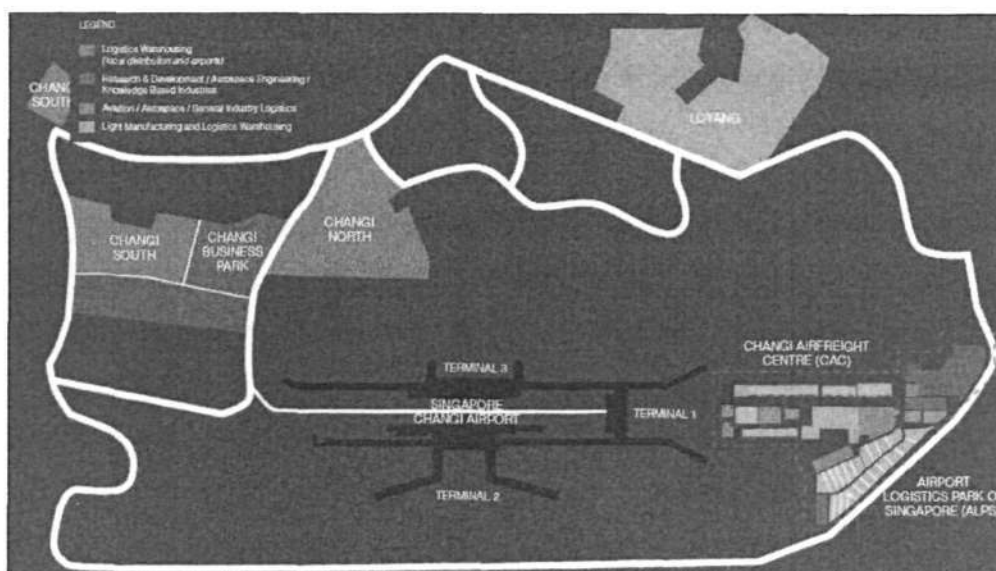 LEGEND
Logistics Warehousing
(local distribution and airports)
Research & Development / Aerospace Engineering /
Knowledge Based Industries
Aviation / Aerospace / General Industry Logistics
Light Manufacturing and Logistics Warehousing
CHANGI
SOUTH
LOYANG
CHANGI
SOUTH
CHANGI
BUSINESS
PARK
CHANGI
NORTH
CHANGI AIRFREIGHT
CENTRE (CAC)
TERMINAL 3
SINGAPORE
CHANGI AIRPORT
TERMINAL 1
TERMINAL 2
AIRPORT
LOGISTICS PARK O
SINGAPORE (ALPS